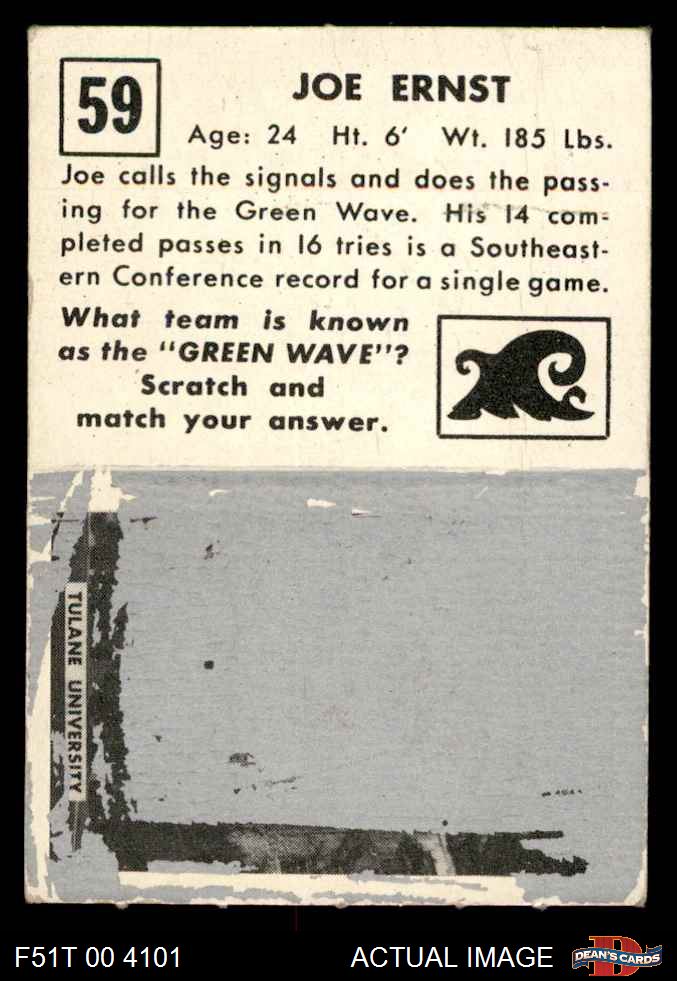 59
JOE ERNST
Age: 24 Ht. 6' Wt. 185 Lbs.
Joe calls the signals and does the pass-
ing for the Green Wave. His 14 com-
pleted passes in 16 tries is a Southeast-
ern Conference record for a single game.
What team is known
as the "GREEN WAVE"?
Scratch and
match your answer.
TULANE UNIVERSITY
F51T 00 4101
ACTUAL IMAGE
D
DEAN'S CARDS